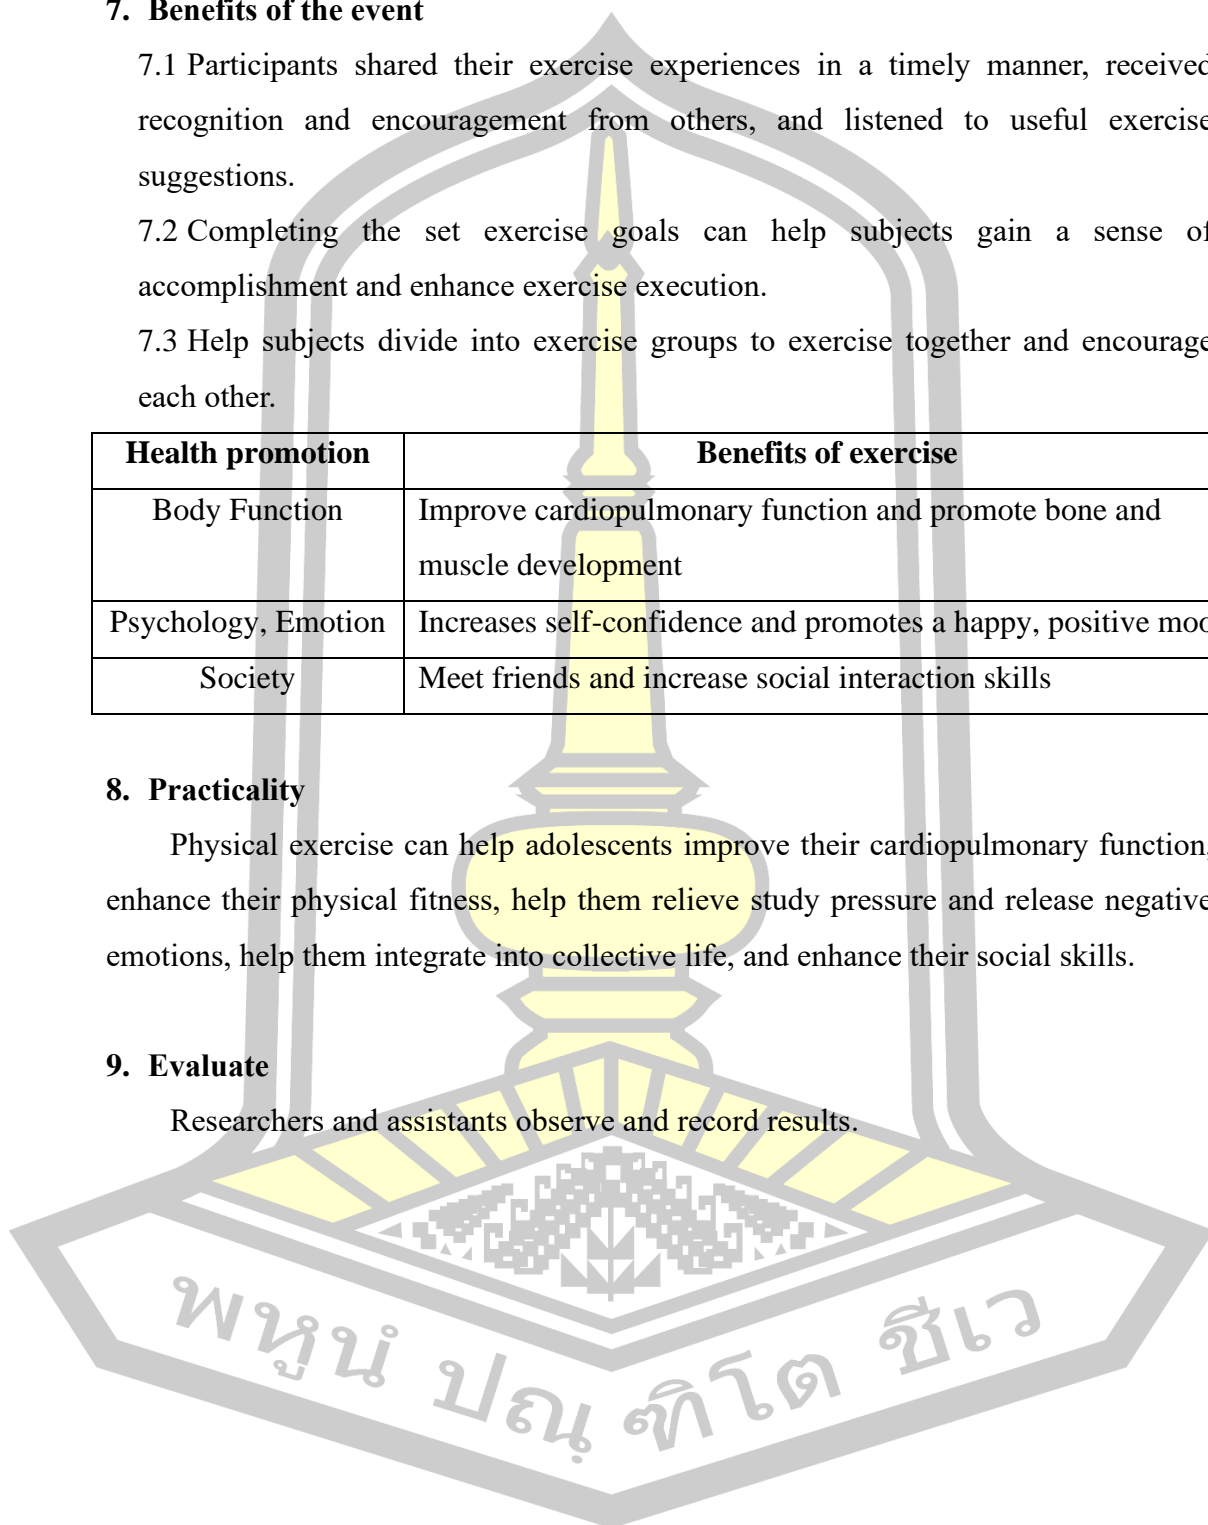 7. Benefits of the event
7.1 Participants shared their exercise experiences in a timely manner, received
recognition and encouragement from others, and listened to useful exercise
suggestions.
7.2 Completing the set exercise goals can help subjects gain a sense of
accomplishment and enhance exercise execution.
7.3 Help subjects divide into exercise groups to exercise together and encourage
each other.
Health promotion Benefits of exercise
Body Function Improve cardiopulmonary function and promote bone and
muscle development
Psychology, Emotion Increases self-confidence and promotes a happy, positive moo
Society Meet friends and increase social interaction skills
8. Practicality
Physical exercise can help adolescents improve their cardiopulmonary function,
enhance their physical fitness, help them relieve study pressure and release negative
emotions, help them integrate into collective life, and enhance their social skills.
9. Evaluate
Researchers and assistants observe and record results.
พหูนํ ปณฺ ฑิโต ชีเว